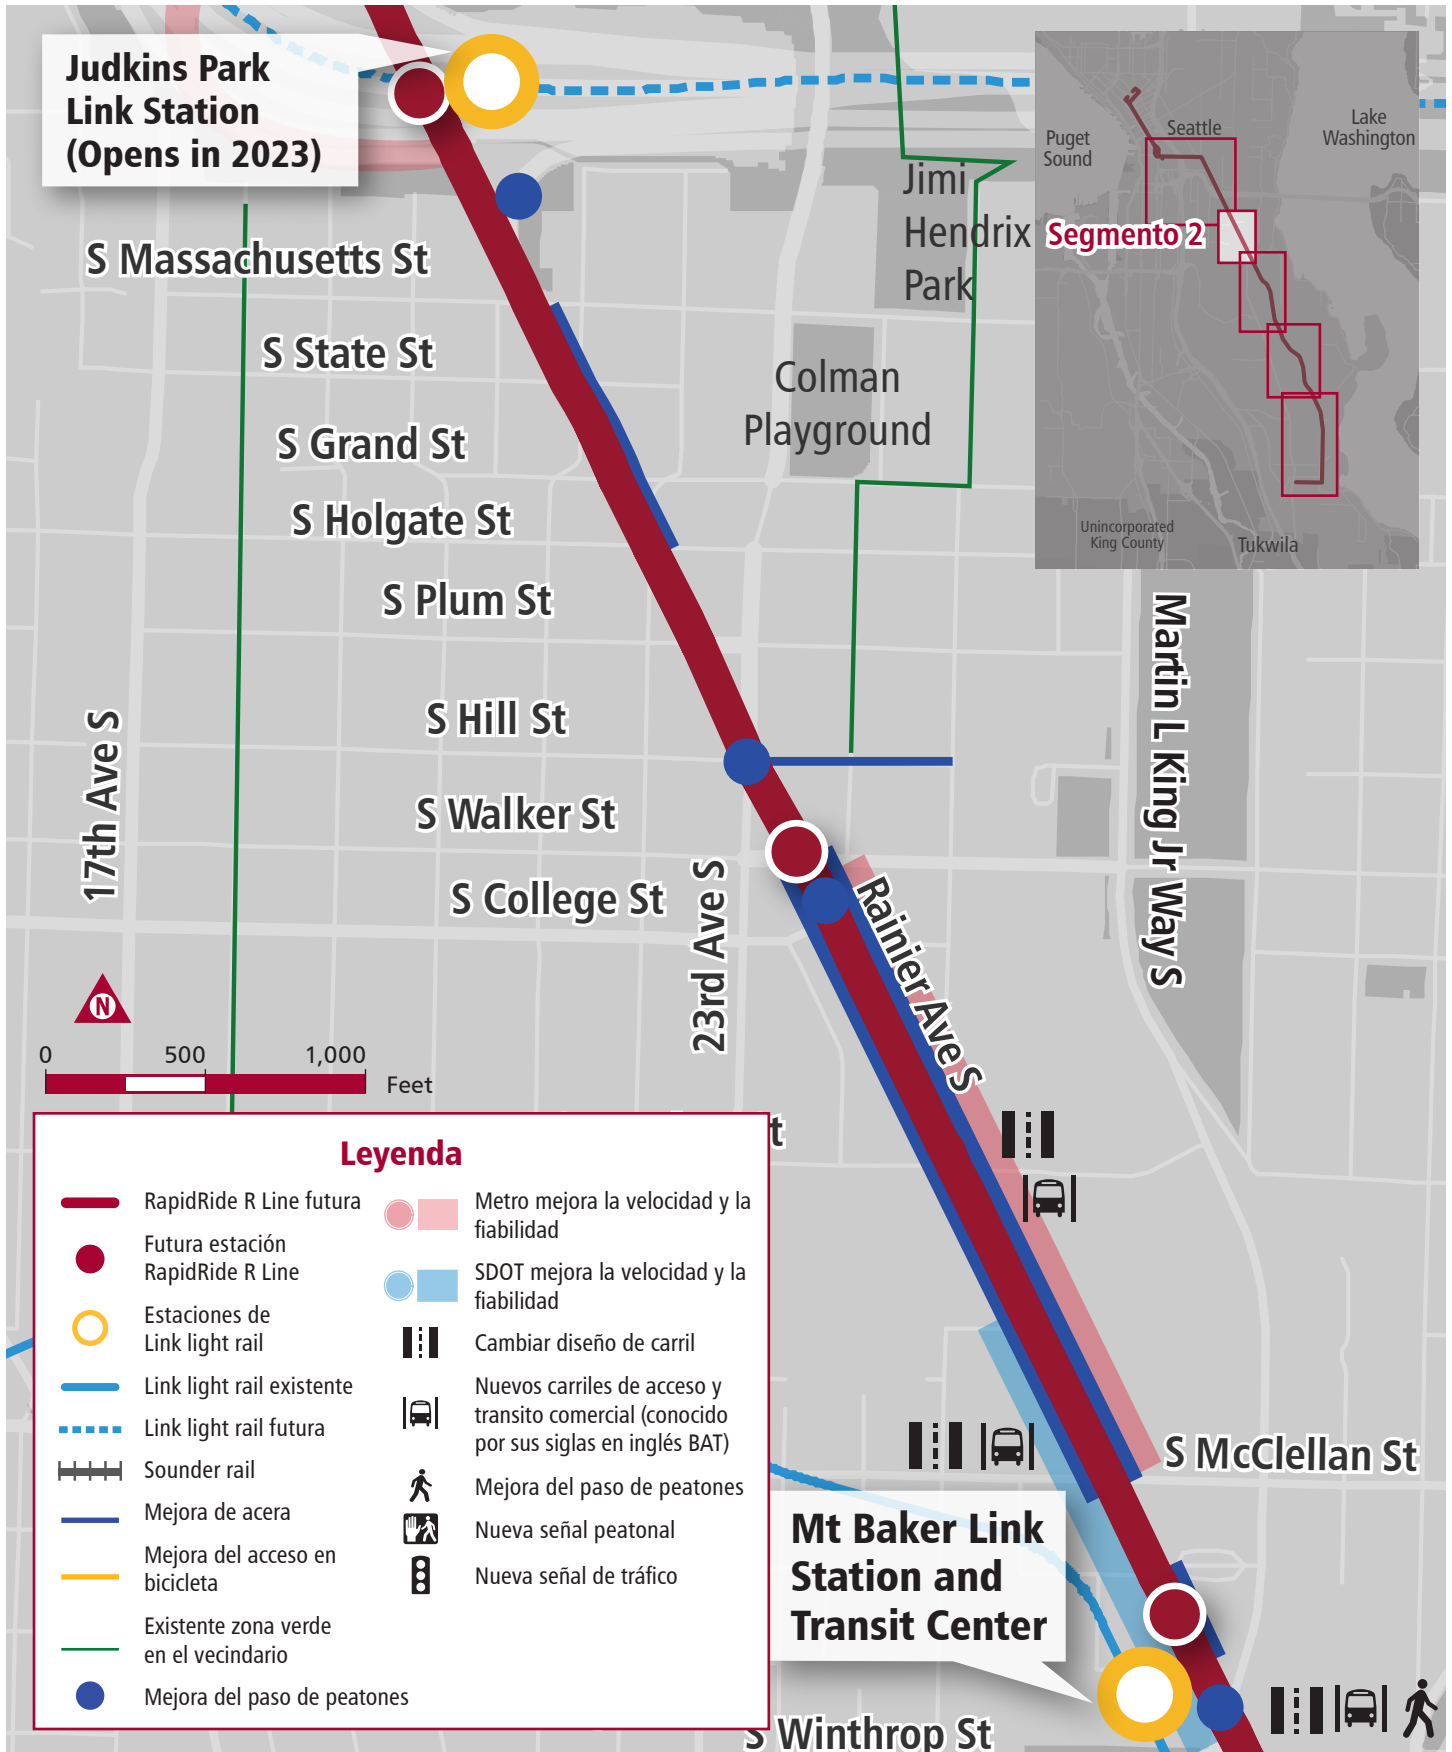 Judkins Park
Link Station
(Opens in 2023)
S Massachusetts St
S State St
S Grand St
S Holgate St
S Plum St
S Hill St
S Walker St
S College St
17th Ave S
23rd Ave S
Rainier Ave S
Martin L King Jr Way S
Jimi
Hendrix
Park
Colman
Playground
Puget
Sound
Seattle
Lake
Washington
Segmento 2
Unincorporated
King County
Tukwila
N
0 500 1,000
Feet
t
Leyenda
RapidRide R Line futura
Futura estación
RapidRide R Line
Estaciones de
Link light rail
Link light rail existente
Link light rail futura
Sounder rail
Mejora de acera
Mejora del acceso en
bicicleta
Existente zona verde
en el vecindario
Mejora del paso de peatones
Metro mejora la velocidad y la
fiabilidad
SDOT mejora la velocidad y la
fiabilidad
Cambiar diseño de carril
Nuevos carriles de acceso y
transito comercial (conocido
por sus siglas en inglés BAT)
Mejora del paso de peatones
Nueva señal peatonal
Nueva señal de tráfico
S McClellan St
Mt Baker Link
Station and
Transit Center
S Winthrop St